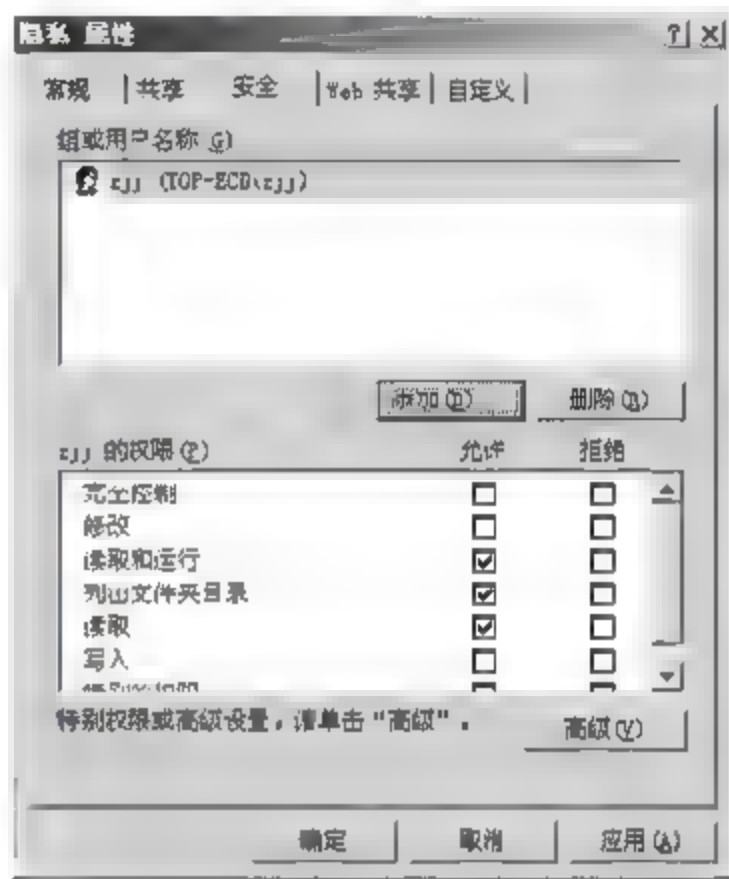 隐私 属性
常规 共享 安全 Web 共享 自定义
组或用户名称(G)
zjj (TOP-ECD\zjj)
添加(D)... 删除(R)
zjj 的权限(P) 允许 拒绝
完全控制
修改
读取和运行
列出文件夹目录
读取
写入
特别权限或高级设置，请单击“高级”。 高级(V)
确定 取消 应用(A)